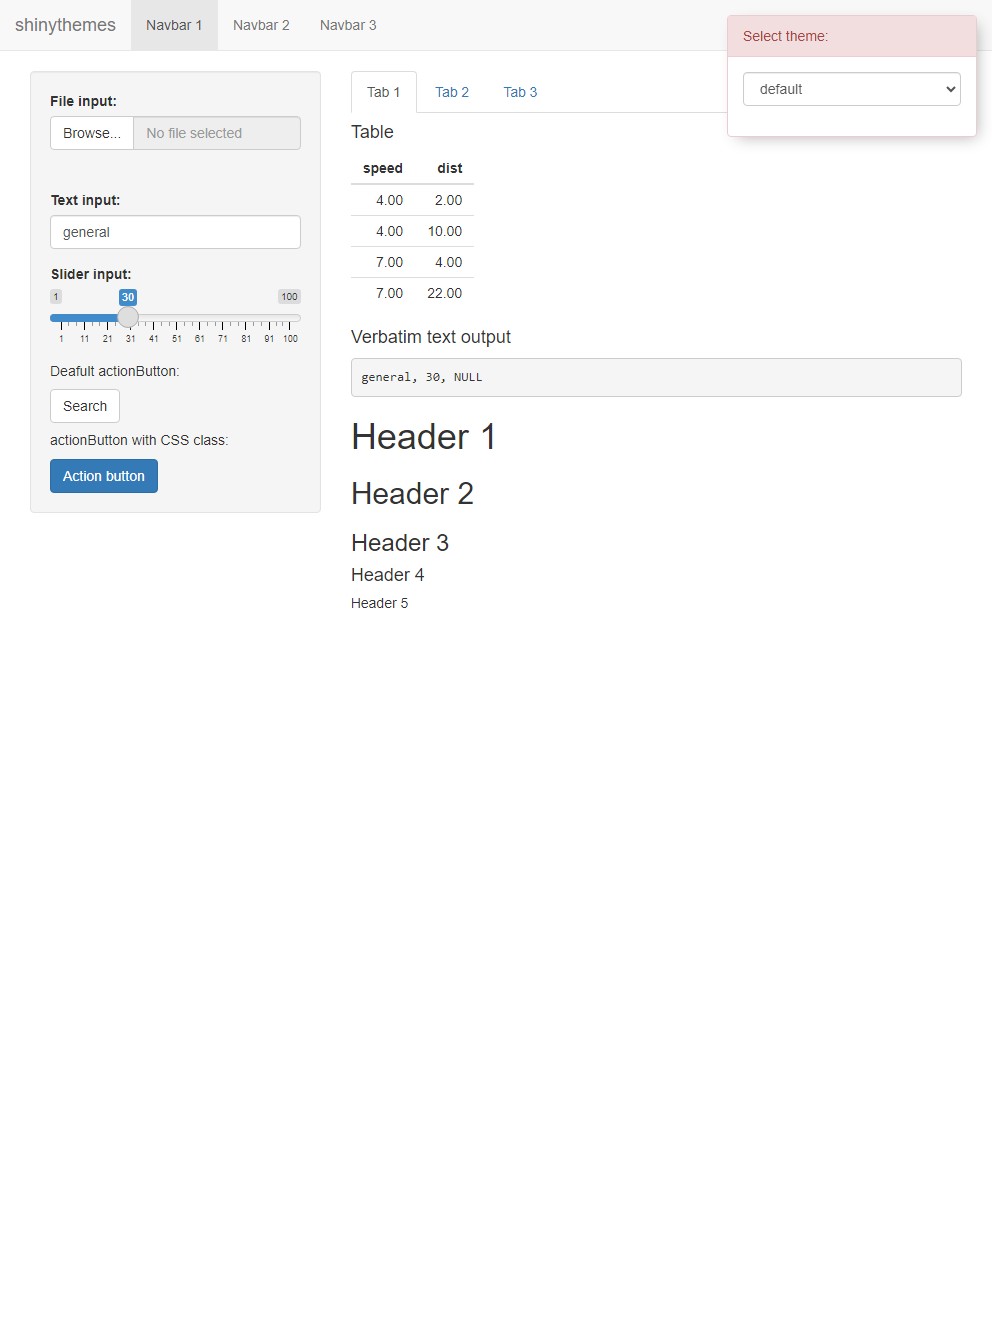 shinythemes Navbar 1 Navbar 2 Navbar 3
Select theme:
default
File input:
Browse... No file selected
Text input:
general
Slider input:
1 30 100
1 11 21 31 41 51 61 71 81 91 100
Deafult actionButton:
Search
actionButton with CSS class:
Action button
Tab 1 Tab 2 Tab 3
Table
speed dist
4.00 2.00
4.00 10.00
7.00 4.00
7.00 22.00
Verbatim text output
general, 30, NULL
Header 1
Header 2
Header 3
Header 4
Header 5